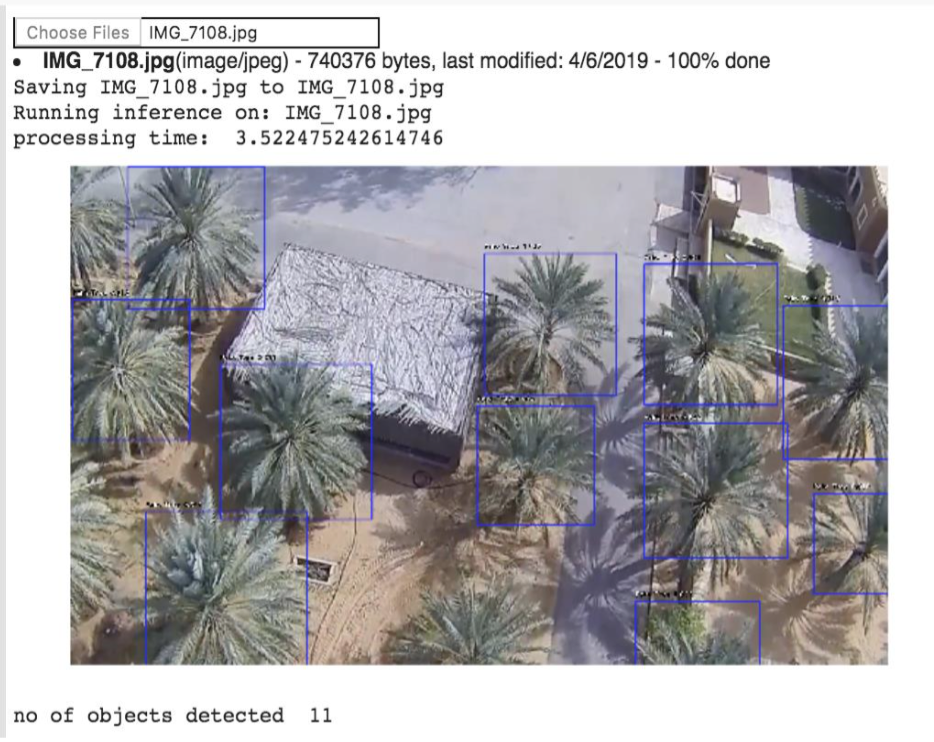 Choose Files IMG_7108.jpg
• IMG_7108.jpg(image/jpeg) - 740376 bytes, last modified: 4/6/2019 - 100% done
Saving IMG_7108.jpg to IMG_7108.jpg
Running inference on: IMG_7108.jpg
processing time: 3.522475242614746
no of objects detected 11